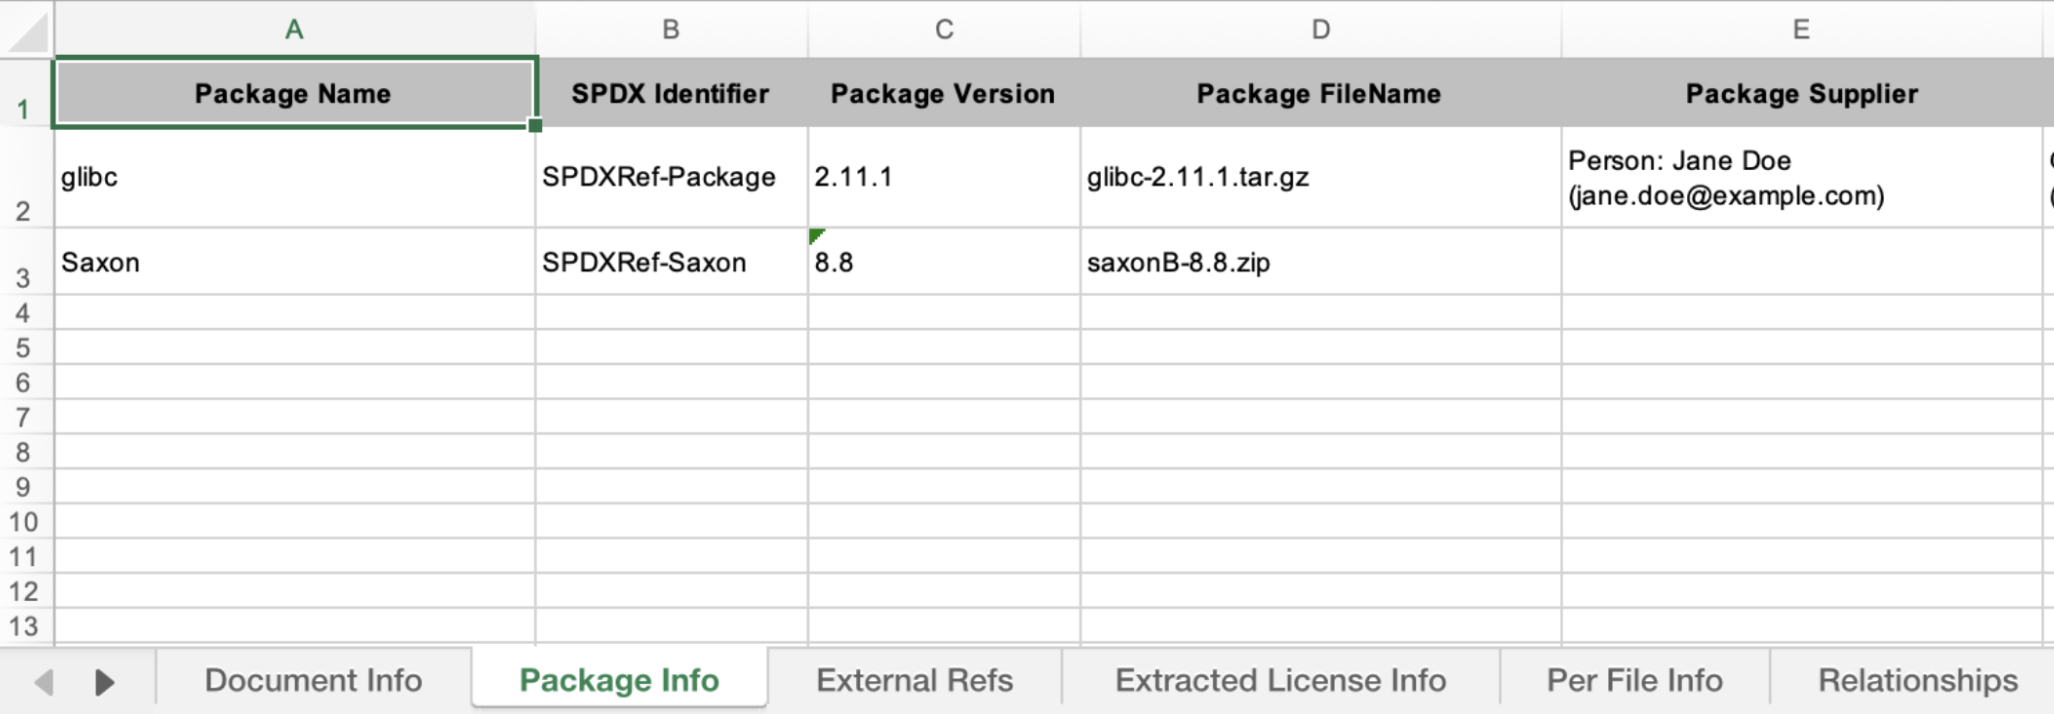 A B C D E
1 Package Name SPDX Identifier Package Version Package FileName Package Supplier
2 glibc SPDXRef-Package 2.11.1 glibc-2.11.1.tar.gz Person: Jane Doe
(jane.doe@example.com)
3 Saxon SPDXRef-Saxon 8.8 saxonB-8.8.zip
4
5
6
7
8
9
10
11
12
13
Document Info Package Info External Refs Extracted License Info Per File Info Relationships